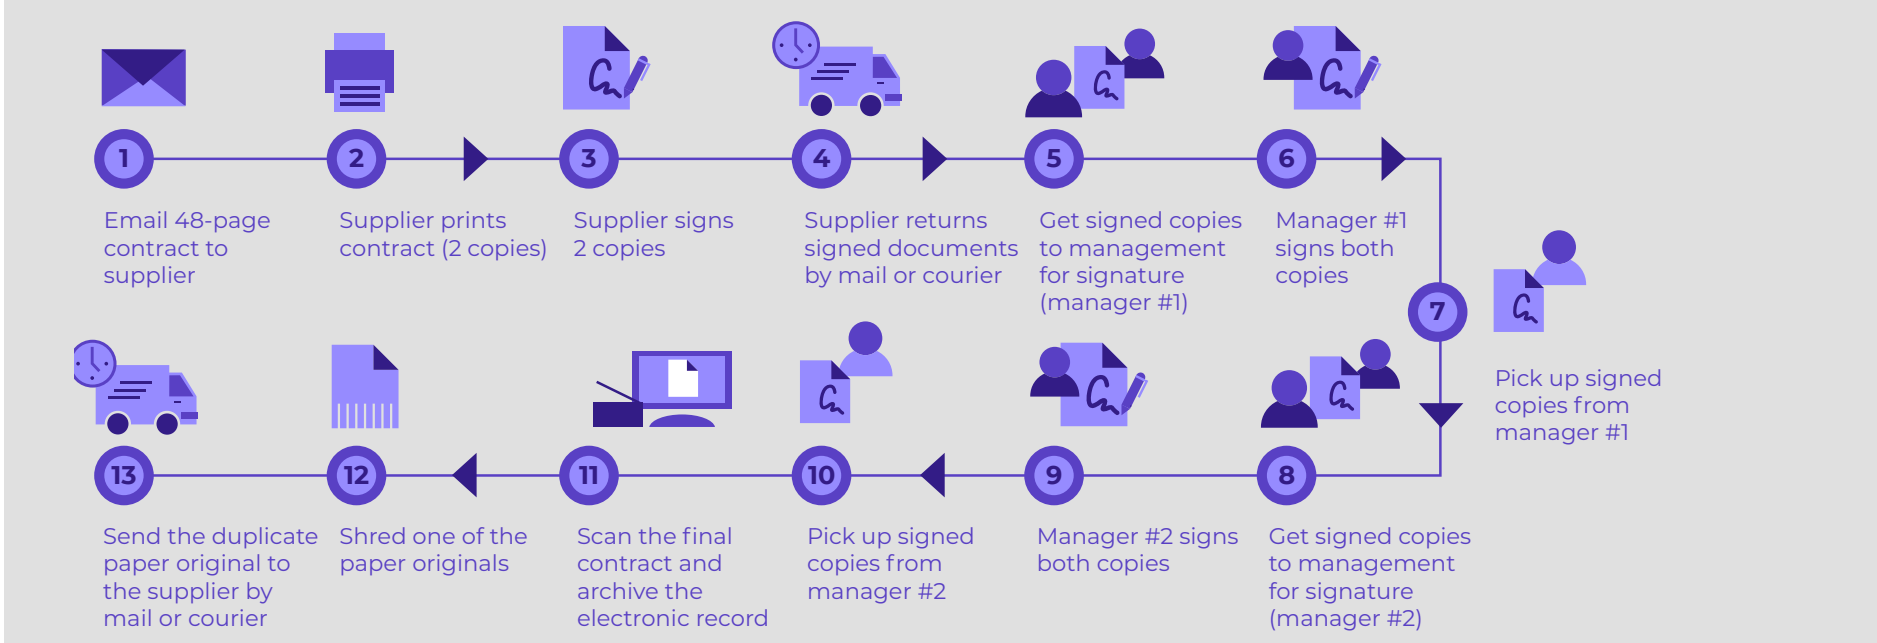 1
Email 48-page
contract to
supplier
2
Supplier prints
contract (2 copies)
3
Supplier signs
2 copies
4
Supplier returns
signed documents
by mail or courier
5
Get signed copies
to management
for signature
(manager #1)
6
Manager #1
signs both
copies
7
Pick up signed
copies from
manager #1
8
Get signed copies
to management
for signature
(manager #2)
9
Manager #2 signs
both copies
10
Pick up signed
copies from
manager #2
11
Scan the final
contract and
archive the
electronic record
12
Shred one of the
paper originals
13
Send the duplicate
paper original to
the supplier by
mail or courier